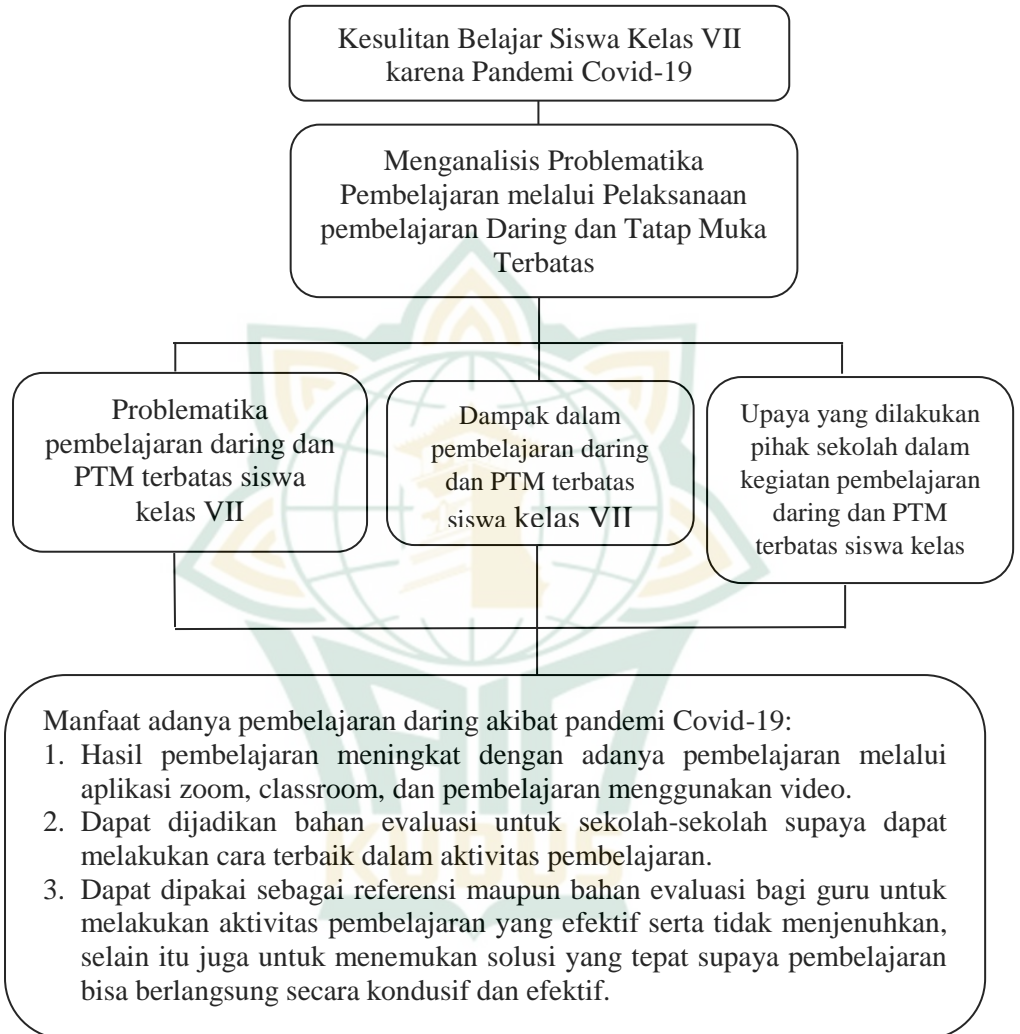 Kesulitan Belajar Siswa Kelas VII
karena Pandemi Covid-19
Menganalisis Problematika
Pembelajaran melalui Pelaksanaan
pembelajaran Daring dan Tatap Muka
Terbatas
Problematika
pembelajaran daring dan
PTM terbatas siswa
kelas VII
Dampak dalam
pembelajaran daring
dan PTM terbatas
siswa kelas VII
Upaya yang dilakukan
pihak sekolah dalam
kegiatan pembelajaran
daring dan PTM
terbatas siswa kelas
Manfaat adanya pembelajaran daring akibat pandemi Covid-19:
1. Hasil pembelajaran meningkat dengan adanya pembelajaran melalui
aplikasi zoom, classroom, dan pembelajaran menggunakan video.
2. Dapat dijadikan bahan evaluasi untuk sekolah-sekolah supaya dapat
melakukan cara terbaik dalam aktivitas pembelajaran.
3. Dapat dipakai sebagai referensi maupun bahan evaluasi bagi guru untuk
melakukan aktivitas pembelajaran yang efektif serta tidak menjenuhkan,
selain itu juga untuk menemukan solusi yang tepat supaya pembelajaran
bisa berlangsung secara kondusif dan efektif.
KUDUS